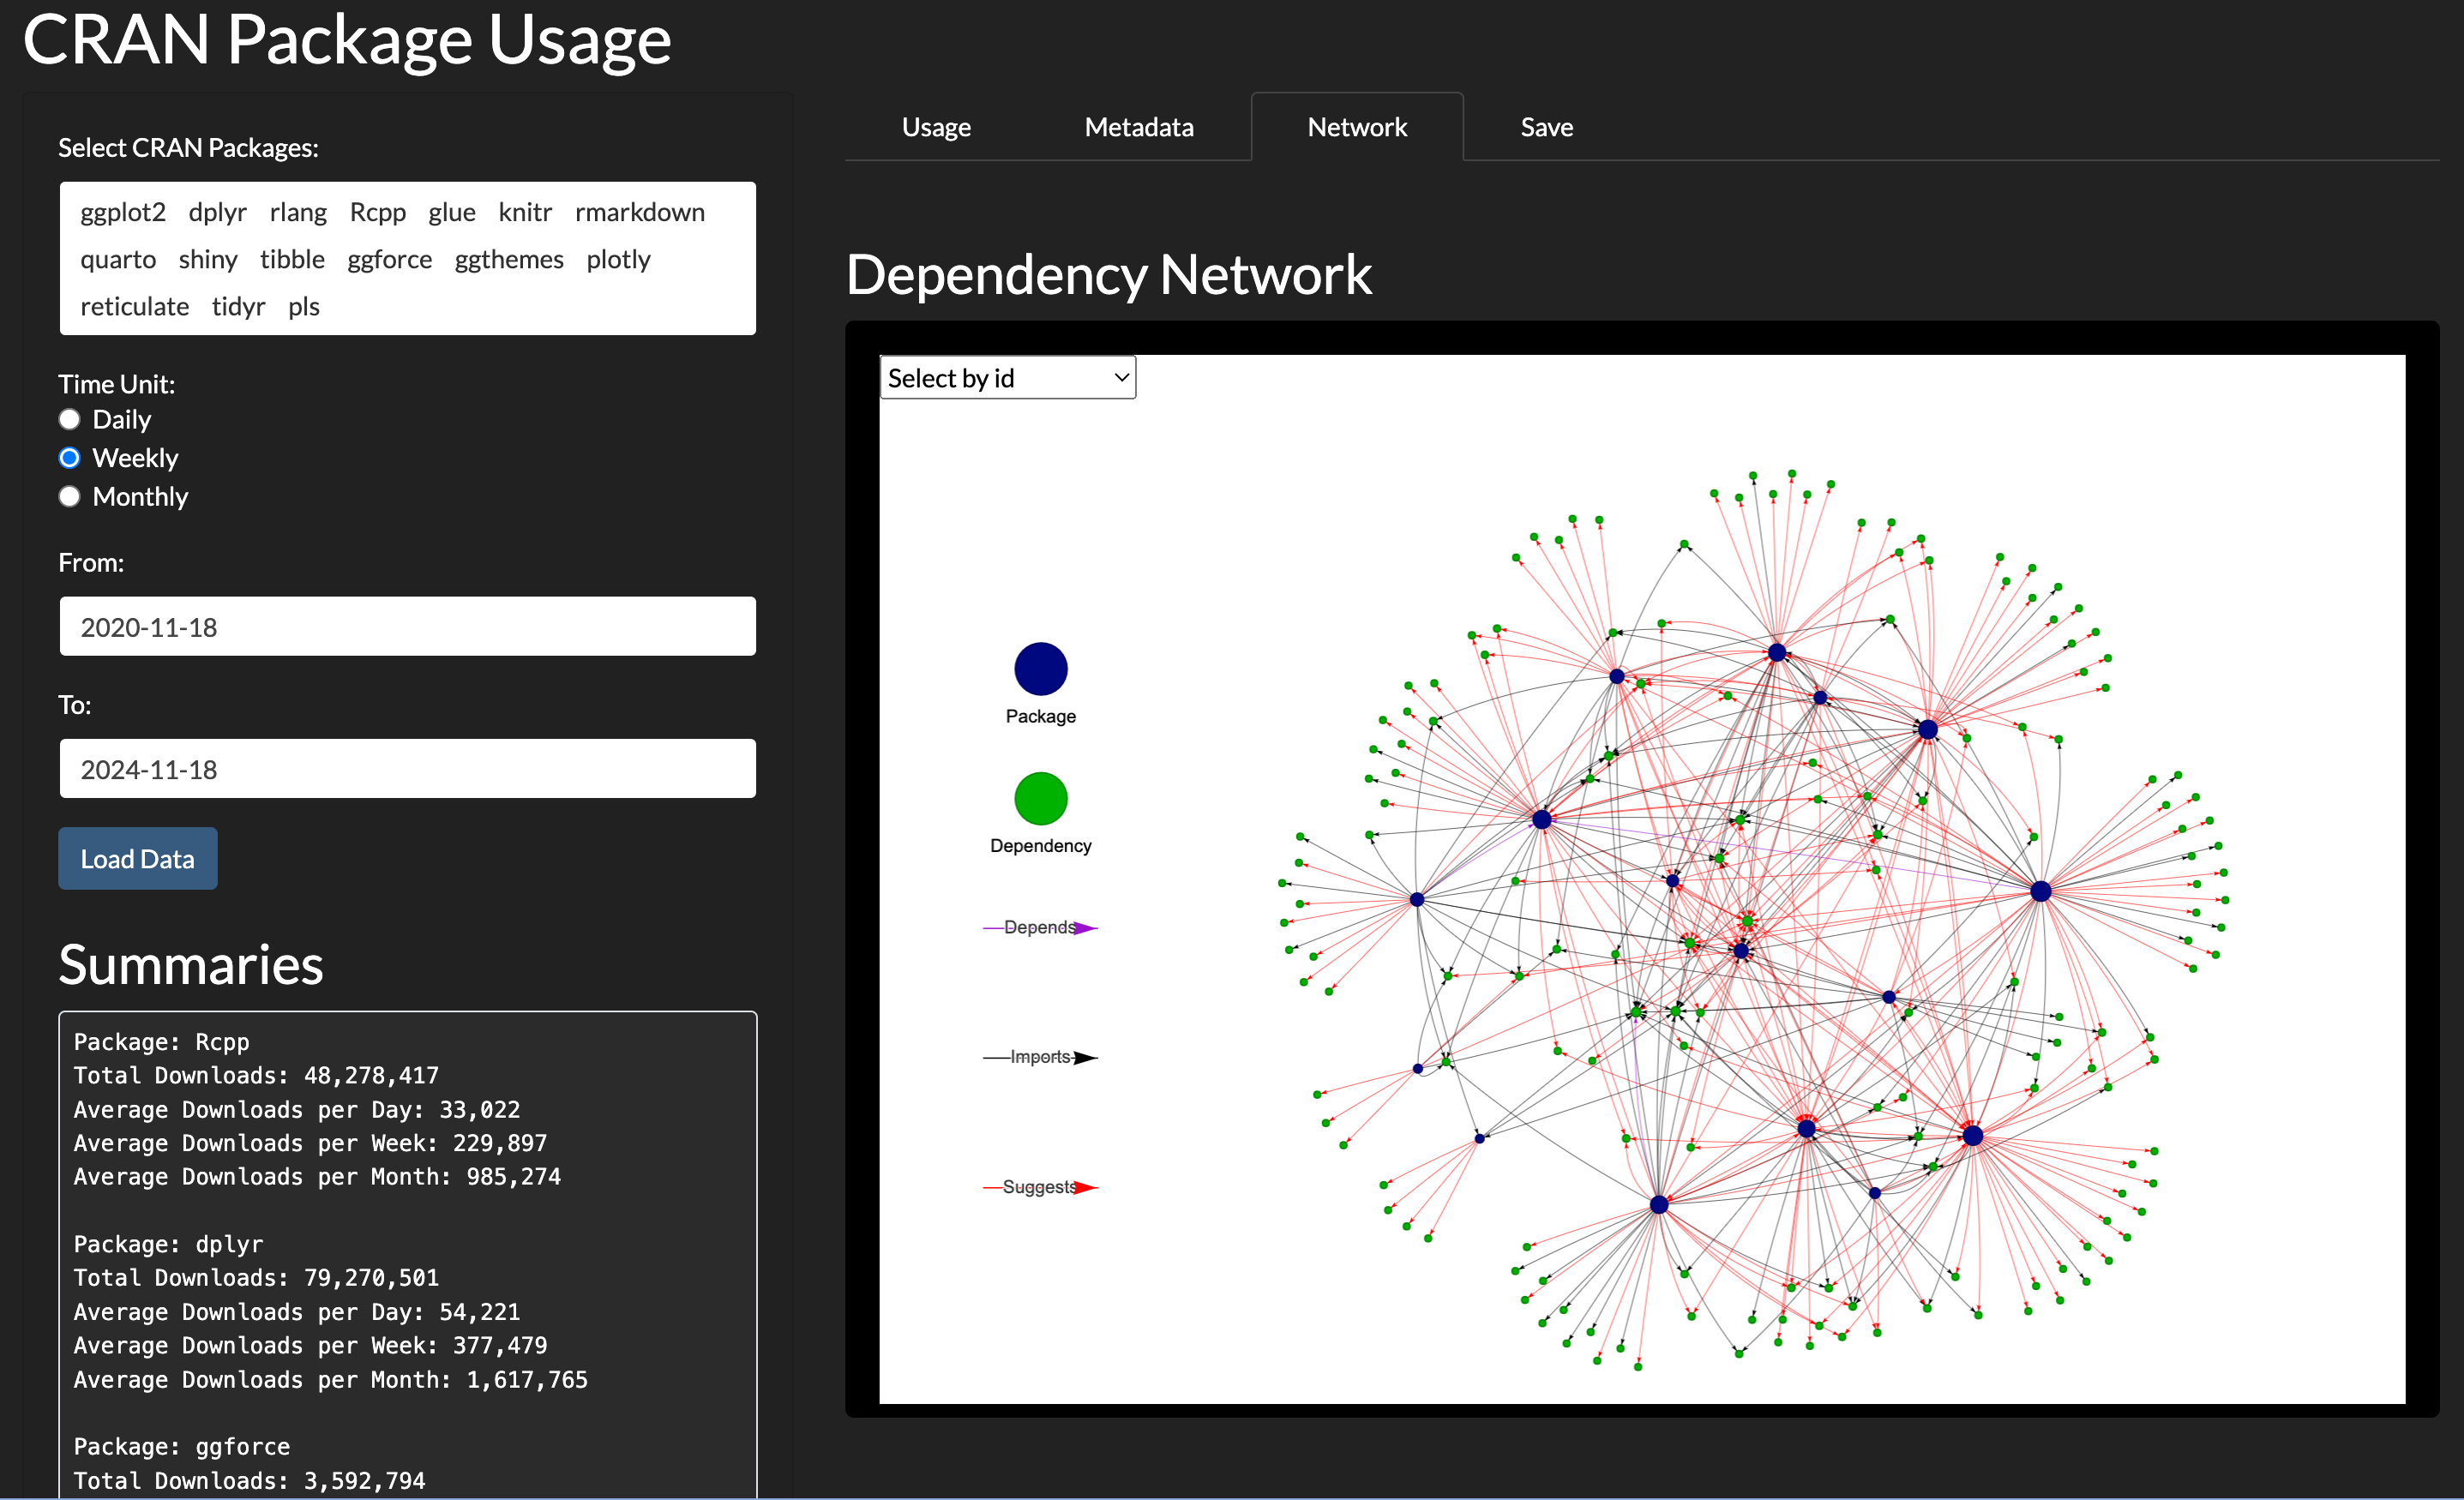 CRAN Package Usage
Select CRAN Packages:
ggplot2 dplyr rlang Rcpp glue knitr rmarkdown
quarto shiny tibble ggforce ggthemes plotly
reticulate tidyr pls
Time Unit:
Daily
Weekly
Monthly
From:
2020-11-18
To:
2024-11-18
Load Data
Summaries
Package: Rcpp
Total Downloads: 48,278,417
Average Downloads per Day: 33,022
Average Downloads per Week: 229,897
Average Downloads per Month: 985,274
Package: dplyr
Total Downloads: 79,270,501
Average Downloads per Day: 54,221
Average Downloads per Week: 377,479
Average Downloads per Month: 1,617,765
Package: ggforce
Total Downloads: 3,592,794
Usage Metadata Network Save
Dependency Network
Select by id
Package
Dependency
Depends
Imports
Suggests